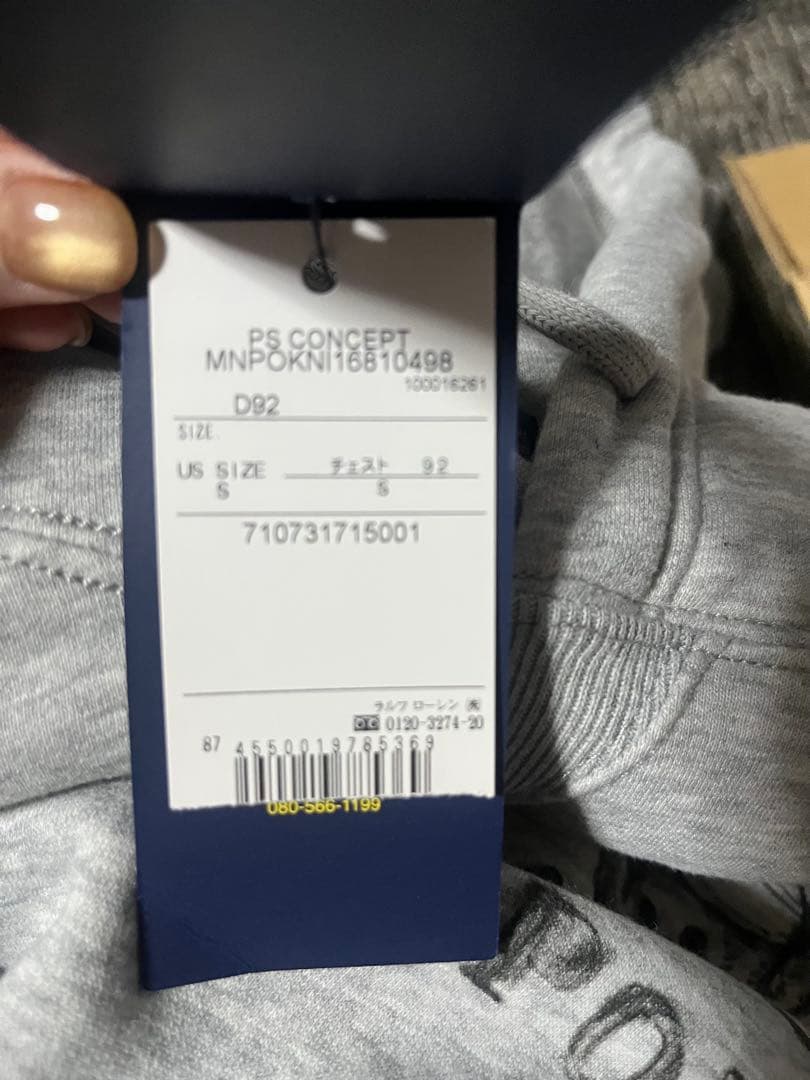 PS CONCEPT
MNPOKNI16810498
100016261
D92
SIZE
US SIZE チェスト 92
S S
710731715001
ラルフ ローレン ㈱
0120-3274-20
87 4550019785369
080-566-1199
PO